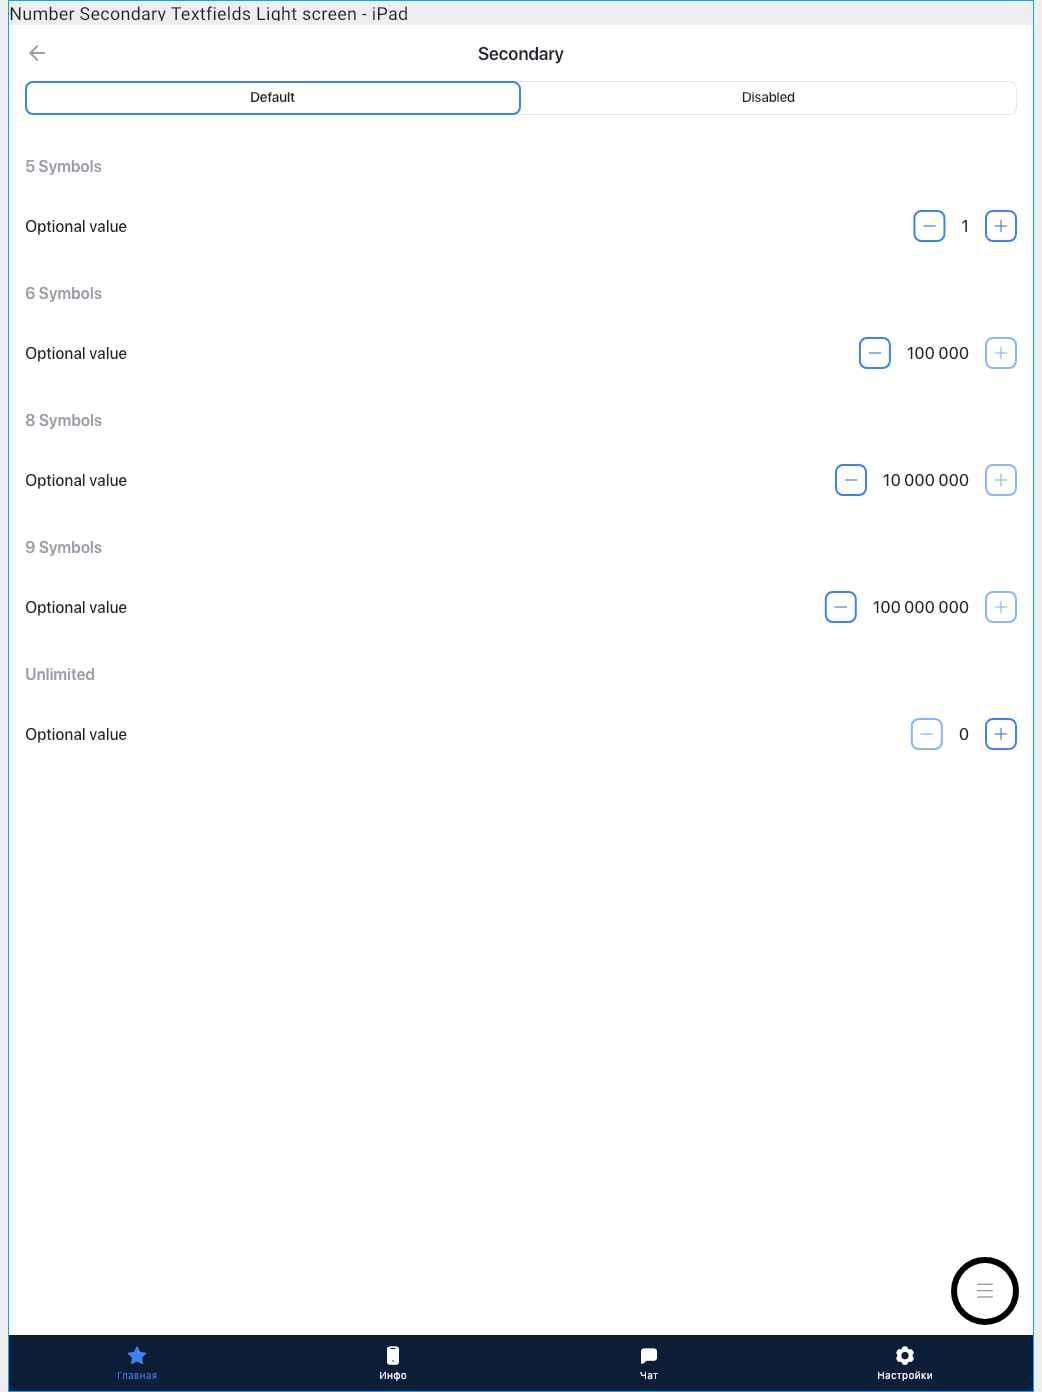 Number Secondary Textfields Light screen - iPad
Secondary
Default
Disabled
5 Symbols
Optional value
1
6 Symbols
Optional value
100 000
8 Symbols
Optional value
10 000 000
9 Symbols
Optional value
100 000 000
Unlimited
Optional value
0
Главная
Инфо
Чат
Настройки